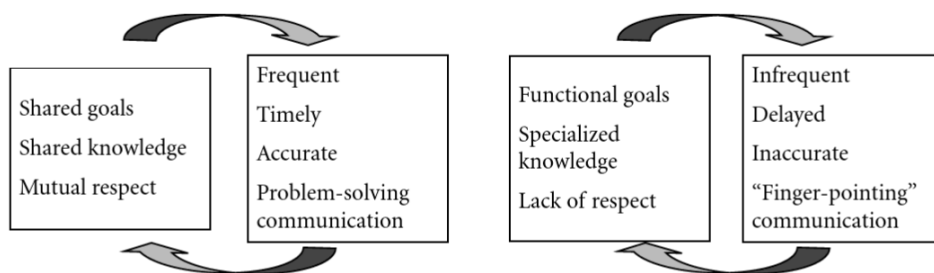 Shared goals
Shared knowledge
Mutual respect
Frequent
Timely
Accurate
Problem-solving
communication
Functional goals
Specialized
knowledge
Lack of respect
Infrequent
Delayed
Inaccurate
“Finger-pointing”
communication